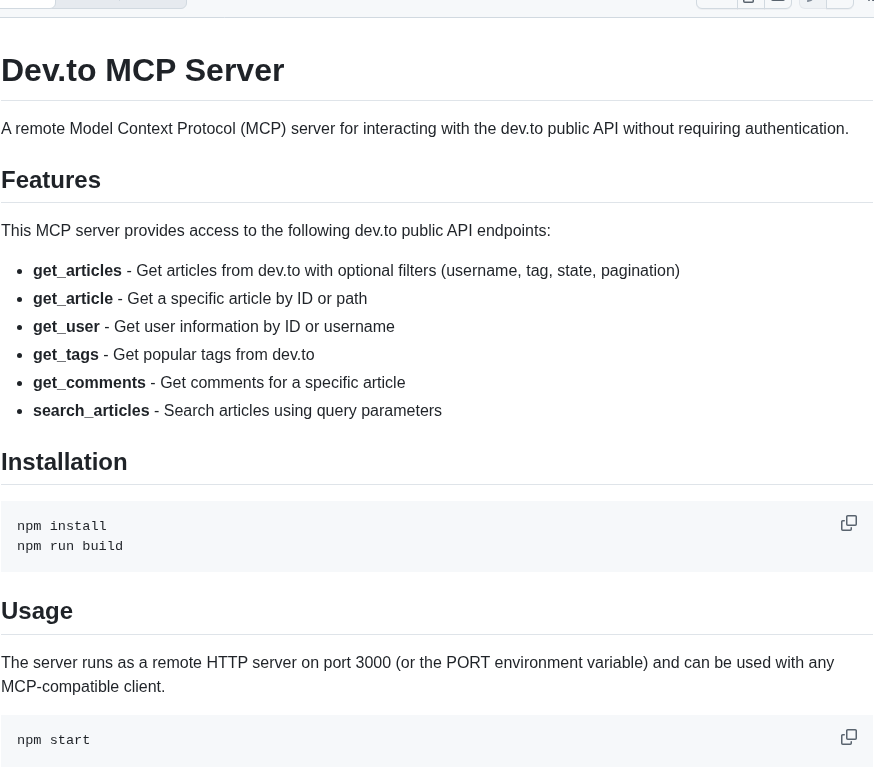 Dev.to MCP Server
A remote Model Context Protocol (MCP) server for interacting with the dev.to public API without requiring authentication.
Features
This MCP server provides access to the following dev.to public API endpoints:
get_articles - Get articles from dev.to with optional filters (username, tag, state, pagination)
get_article - Get a specific article by ID or path
get_user - Get user information by ID or username
get_tags - Get popular tags from dev.to
get_comments - Get comments for a specific article
search_articles - Search articles using query parameters
Installation
npm install
npm run build
Usage
The server runs as a remote HTTP server on port 3000 (or the PORT environment variable) and can be used with any
MCP-compatible client.
npm start